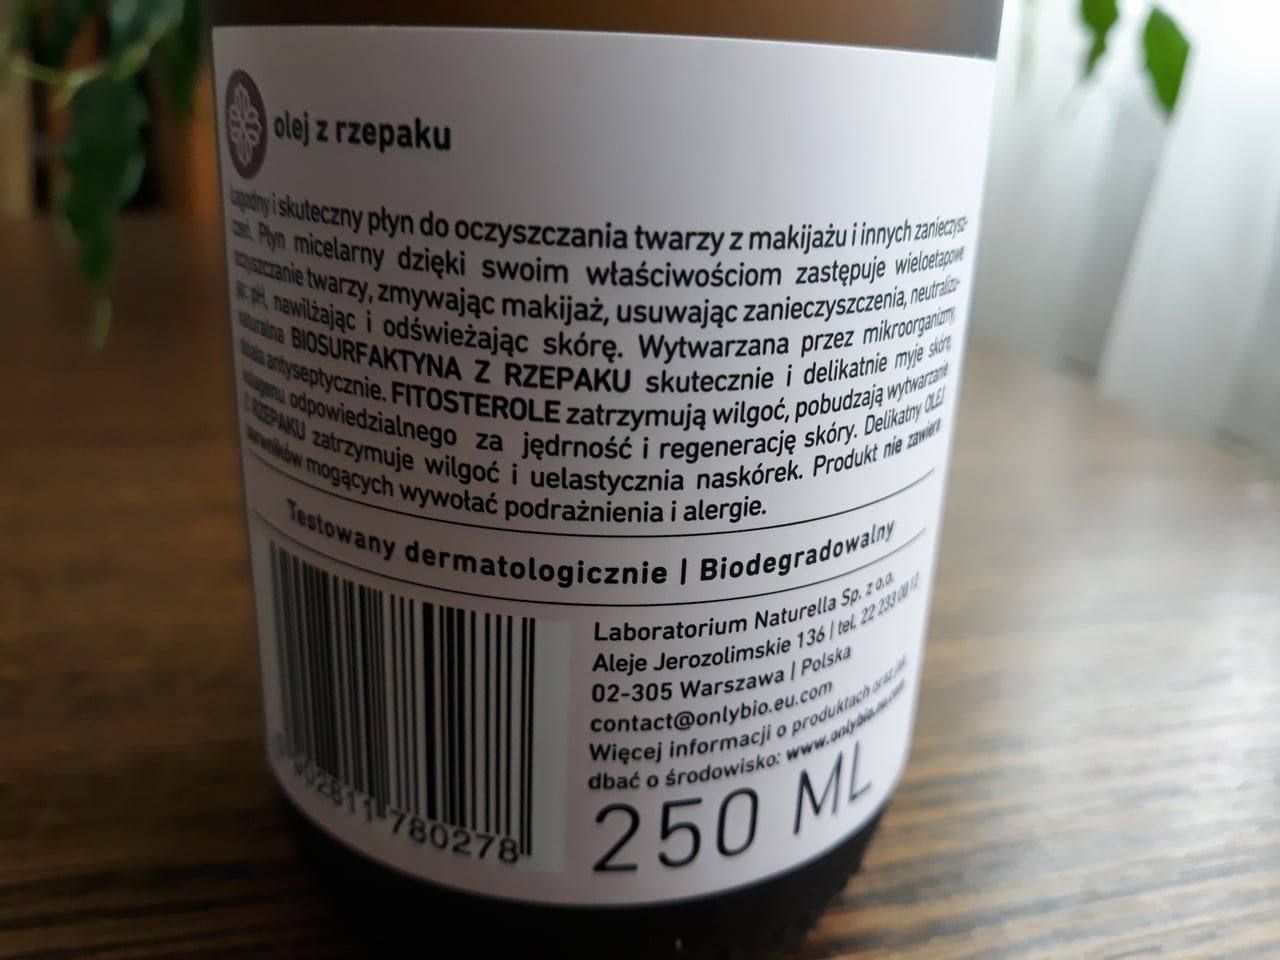 olej z rzepaku
Łagodny i skuteczny płyn do oczyszczania twarzy z makijażu i innych zanieczysz-
czeń. Płyn micelarny dzięki swoim właściwościom zastępuje wieloetapowe
oczyszczanie twarzy, zmywając makijaż, usuwając zanieczyszczenia, neutralizu-
jąc pH, nawilżając i odświeżając skórę. Wytwarzana przez mikroorganizmy,
naturalna BIOSURFAKTYNA Z RZEPAKU skutecznie i delikatnie myje skórę,
działa antyseptycznie. FITOSTEROLE zatrzymują wilgoć, pobudzają wytwarzanie
kolagenu odpowiedzialnego za jędrność i regenerację skóry. Delikatny OLEJ
Z RZEPAKU zatrzymuje wilgoć i uelastycznia naskórek. Produkt nie zawiera
barwników mogących wywołać podrażnienia i alergie.
Testowany dermatologicznie | Biodegradowalny
Laboratorium Naturella Sp. z o.o.
Aleje Jerozolimskie 136 | tel. 22 233 00 12
02-305 Warszawa | Polska
contact@onlybio.eu.com
Więcej informacji o produktach oraz jak
dbać o środowisko: www.onlybio.eu.com
5 902811 780278
250 ML